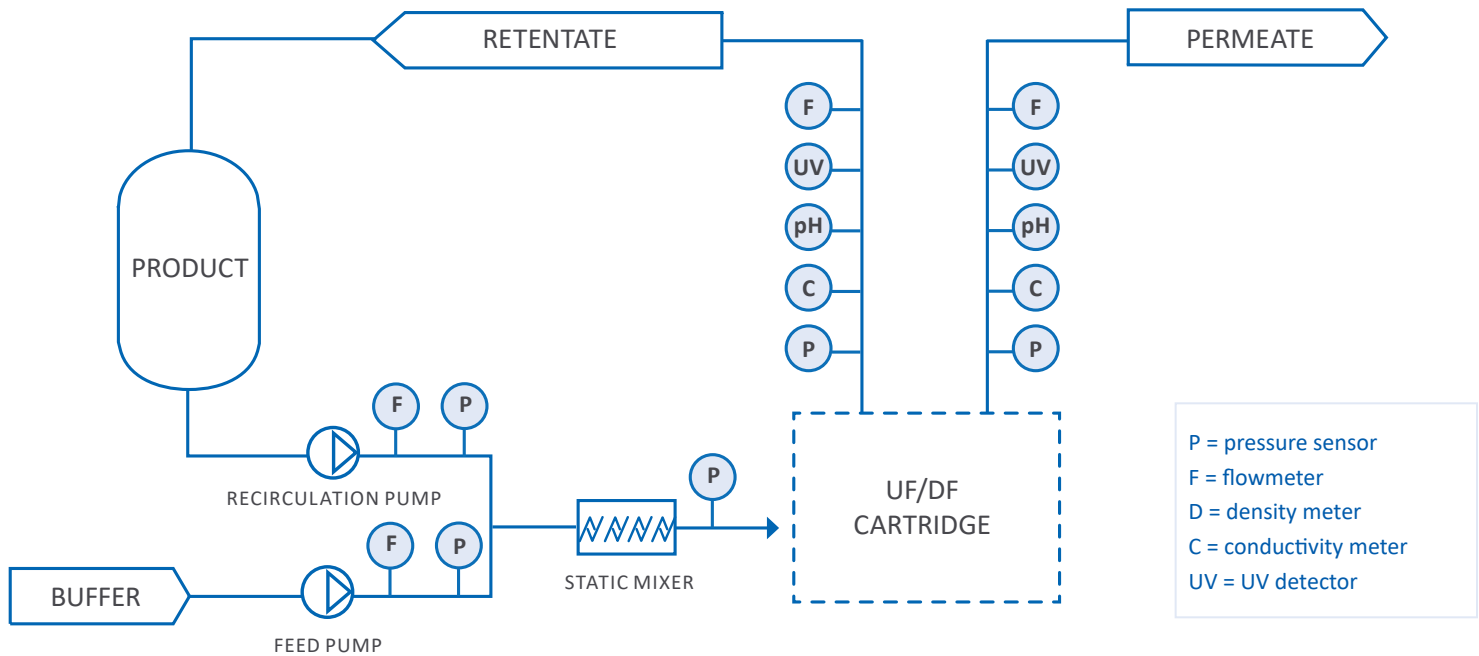 RETENTATE
PERMEATE
F
F
UV
UV
pH
pH
C
C
P
P
PRODUCT
F
P
RECIRCULATION PUMP
P
UF/DF
CARTRIDGE
F
P
STATIC MIXER
BUFFER
FEED PUMP
P = pressure sensor
F = flowmeter
D = density meter
C = conductivity meter
UV = UV detector